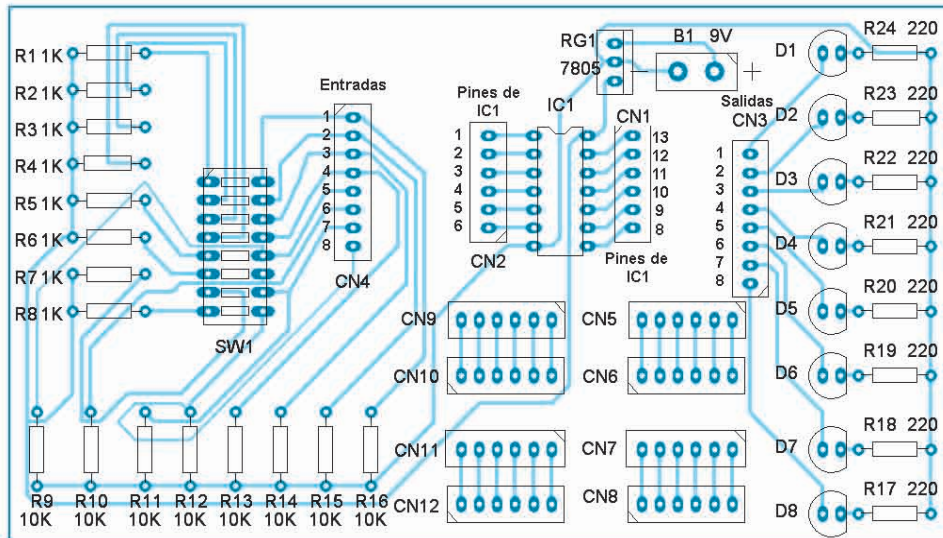 R1 1K
R2 1K
R3 1K
R4 1K
R5 1K
R6 1K
R7 1K
R8 1K
SW1
Entradas
1
2
3
4
5
6
7
8
CN4
Pines de
IC1
1
2
3
4
5
6
CN2
IC1
RG1
7805
B1 9V
− +
CN1
13
12
11
10
9
8
Pines de
IC1
Salidas
CN3
1
2
3
4
5
6
7
8
D1
D2
D3
D4
D5
D6
D7
D8
R24 220
R23 220
R22 220
R21 220
R20 220
R19 220
R18 220
R17 220
CN9
CN10
CN5
CN6
CN11
CN12
CN7
CN8
R9 R10 R11 R12 R13 R14 R15 R16
10K 10K 10K 10K 10K 10K 10K 10K